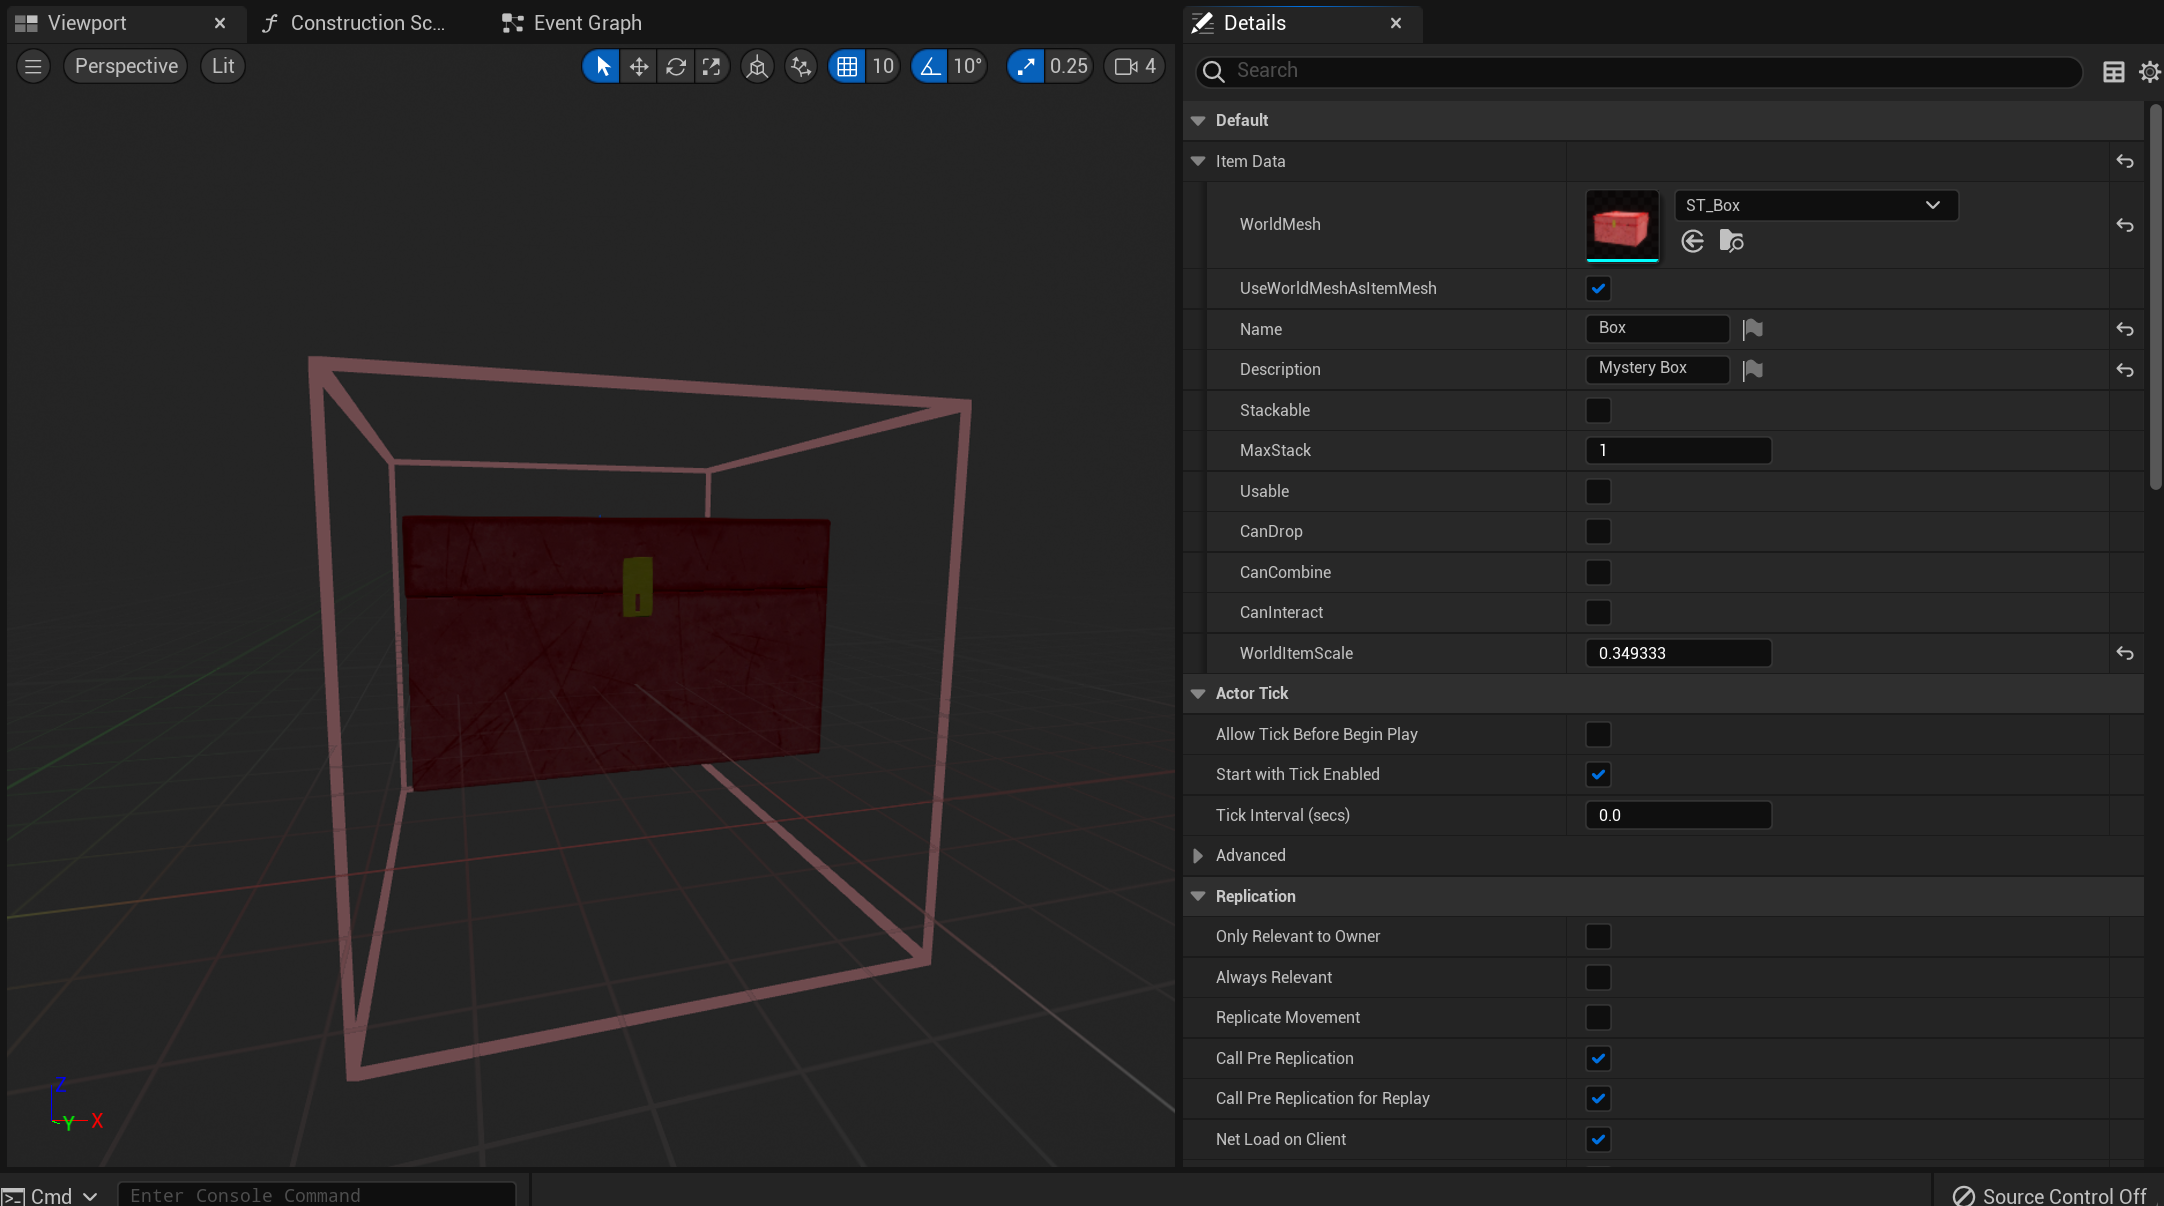 Viewport
Construction Sc...
Event Graph
Details
Perspective
Lit
10
10°
0.25
4
Search
Default
Item Data
WorldMesh
ST_Box
UseWorldMeshAsItemMesh
Name
Box
Description
Mystery Box
Stackable
MaxStack
1
Usable
CanDrop
CanCombine
CanInteract
WorldItemScale
0.349333
Actor Tick
Allow Tick Before Begin Play
Start with Tick Enabled
Tick Interval (secs)
0.0
Advanced
Replication
Only Relevant to Owner
Always Relevant
Replicate Movement
Call Pre Replication
Call Pre Replication for Replay
Net Load on Client
Z
Y
X
Cmd
Enter Console Command
Source Control Off